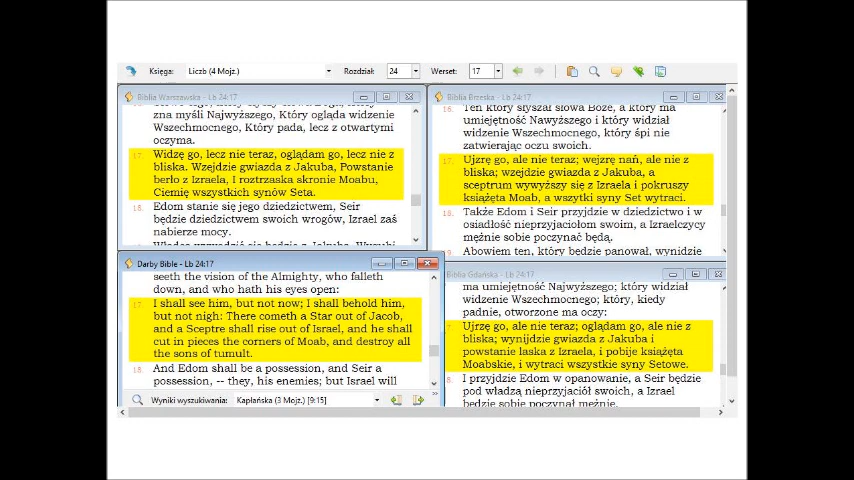 Księga: Liczb (4 Mojz.) Rozdział: 24 Werset: 17
Biblia Warszawska - Lb 24:17
zna myśli Najwyższego, Który ogląda widzenie
Wszechmocnego, Który pada, lecz z otwartymi
oczyma.
17. Widzę go, lecz nie teraz, oglądam go, lecz nie z
bliska. Wzejdzie gwiazda z Jakuba, Powstanie
berło z Izraela, I roztrzaska skronie Moabu,
Ciemię wszystkich synów Seta.
18. Edom stanie się jego dziedzictwem, Seir
będzie dziedzictwem swoich wrogów, Izrael zaś
nabierze mocy.
Biblia Brzeska - Lb 24:17
16. Ten który słyszał słowa Boże, a który ma
umiejętność Nawyższego i który widział
widzenie Wszechmocnego, który śpi nie
zatwierając oczu swoich.
17. Ujzrę go, ale nie teraz; wejzrę nań, ale nie z
bliska; wzejdzie gwiazda z Jakuba, a
sceptrum wywyższy się z Izraela i pokruszy
książęta Moab, a wszytki syny Set wytraci.
18. Także Edom i Seir przyjdzie w dziedzictwo i w
osiadłość nieprzyjaciołom swoim, a Izraelczycy
mężnie sobie poczynać będą.
9. Abowiem ten, który będzie panował, wynidzie
Darby Bible - Lb 24:17
seeth the vision of the Almighty, who falleth
down, and who hath his eyes open:
17. I shall see him, but not now; I shall behold him,
but not nigh: There cometh a Star out of Jacob,
and a Sceptre shall rise out of Israel, and he shall
cut in pieces the corners of Moab, and destroy all
the sons of tumult.
18. And Edom shall be a possession, and Seir a
possession, -- they, his enemies; but Israel will
Wyniki wyszukiwania: Kapłańska (3 Mojz.) [9:15]
Biblia Gdańska - Lb 24:17
ma umiejętność Najwyższego; który widział
widzenie Wszechmocnego; który, kiedy
padnie, otworzone ma oczy:
7. Ujrzę go, ale nie teraz; oglądam go, ale nie z
bliska; wynijdzie gwiazda z Jakuba i
powstanie laska z Izraela, i pobije książęta
Moabskie, i wytraci wszystkie syny Setowe.
8. I przyjdzie Edom w opanowanie, a Seir będzie
pod władzą nieprzyjaciół swoich, a Izrael
będzie sobie poczynał mężnie.